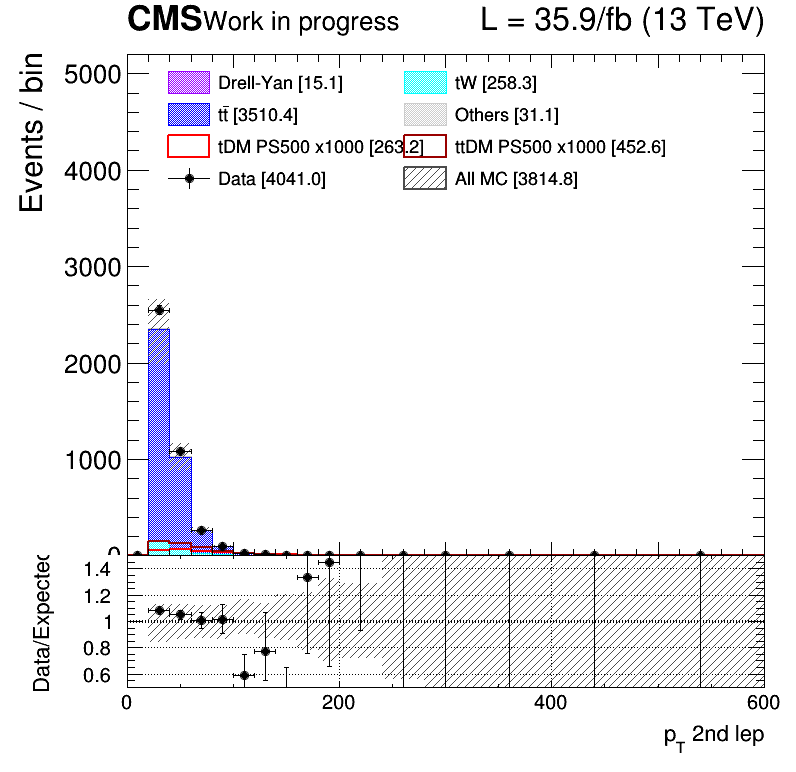 CMS Work in progress L = 35.9/fb (13 TeV)
Events / bin
5000
4000
3000
2000
1000
0
Drell-Yan [15.1] tW [258.3]
tt̄ [3510.4] Others [31.1]
tDM PS500 x1000 [263.2] ttDM PS500 x1000 [452.6]
Data [4041.0] All MC [3814.8]
Data/Expected
1.4
1.2
1
0.8
0.6
0 200 400 600
p_T 2nd lep